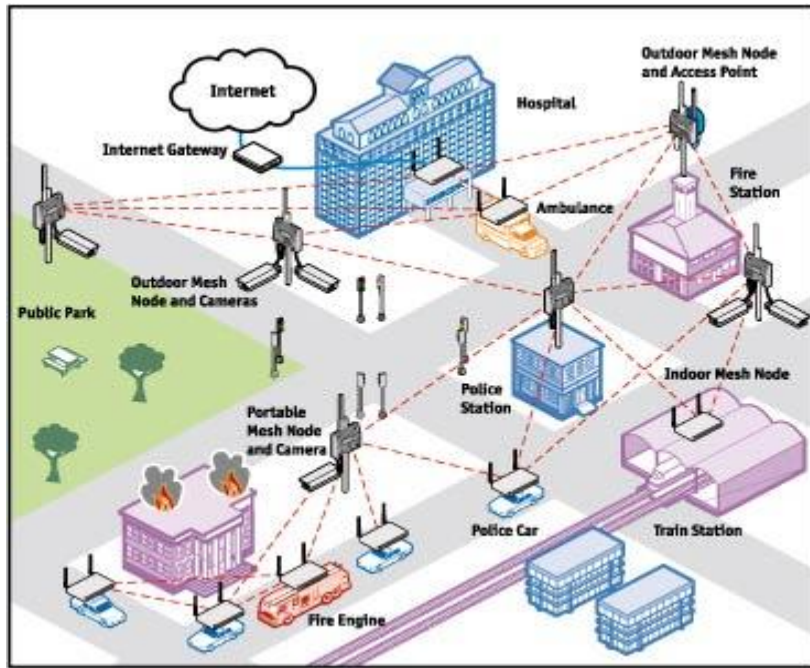 Outdoor Mesh Node
and Access Point
Internet
Hospital
Internet Gateway
Fire
Station
Ambulance
Outdoor Mesh
Node and Cameras
Public Park
Indoor Mesh Node
Police
Station
Portable
Mesh Node
and Camera
Police Car
Train Station
Fire Engine